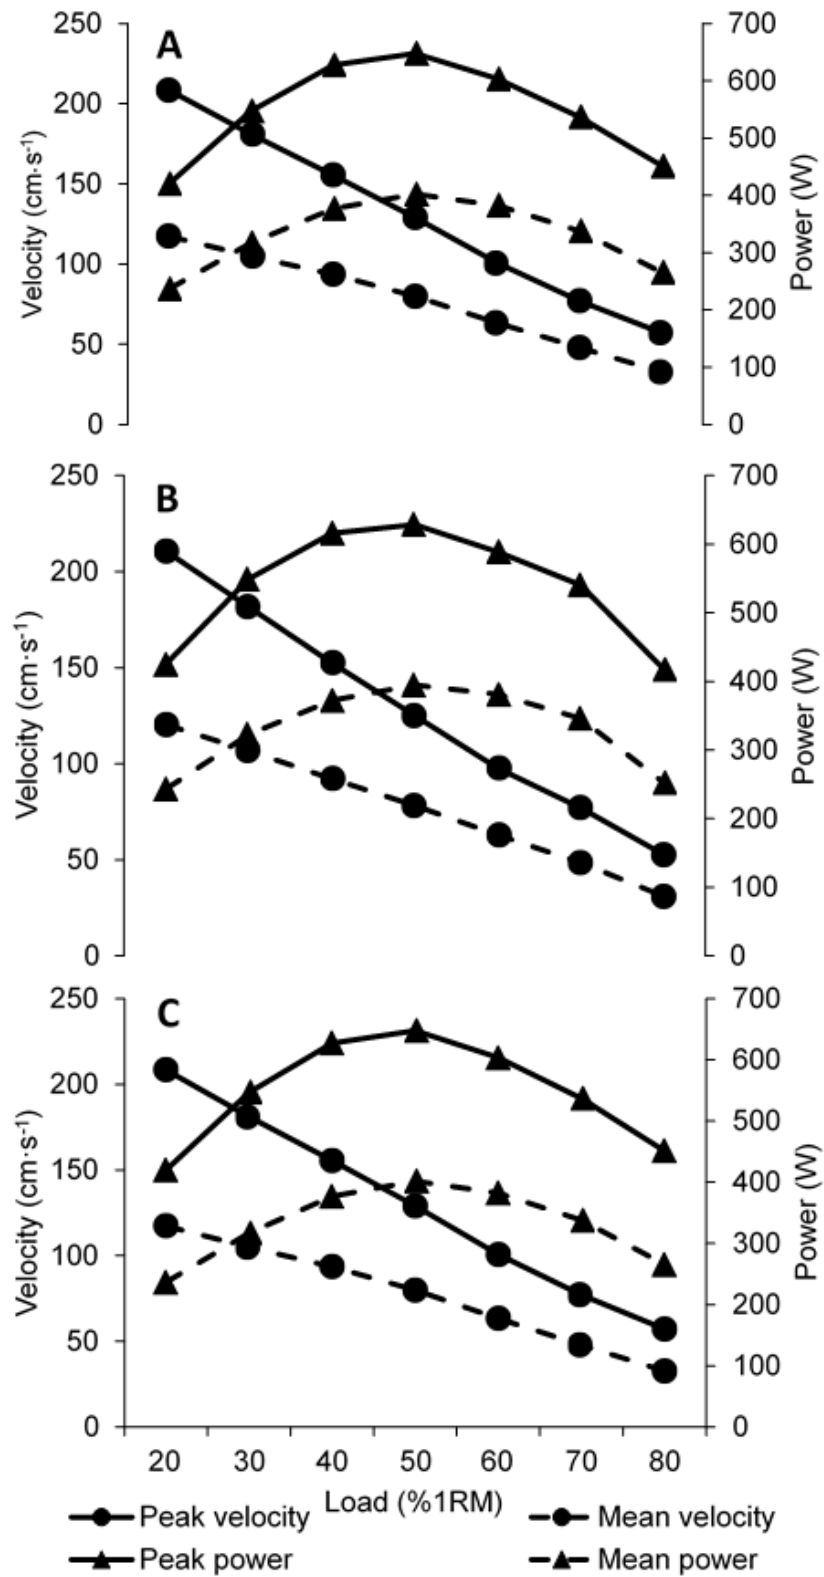 A
250
200
150
100
50
0
Velocity (cm·s⁻¹)
700
600
500
400
300
200
100
0
Power (W)
B
250
200
150
100
50
0
Velocity (cm·s⁻¹)
700
600
500
400
300
200
100
0
Power (W)
C
250
200
150
100
50
0
Velocity (cm·s⁻¹)
700
600
500
400
300
200
100
0
Power (W)
20 30 40 50 60 70 80
Load (%1RM)
Peak velocity
Mean velocity
Peak power
Mean power